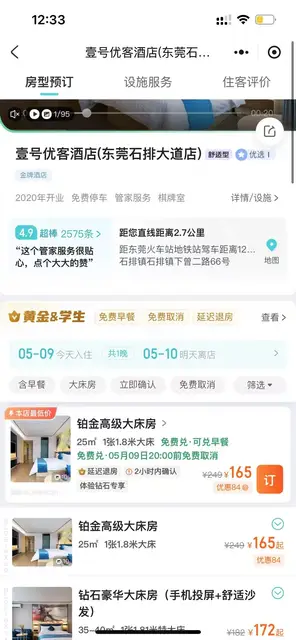 12:33
壹号优客酒店(东莞石...
房型预订
设施服务
住客评价
1/95
00:20
壹号优客酒店(东莞石排大道店)
舒适型
优选
金牌酒店
2020年开业 免费停车 管家服务 棋牌室
详情/设施>
4.9 超棒 2575条>
“这个管家服务很贴
心，点个大大的赞”
距您直线距离2.7公里
距东莞火车站地铁站驾车距离12...
石排镇石排镇下曾二路66号
地图
黄金&学生
免费早餐
免费取消
延迟退房
查看>
05-09 今天入住
共1晚
05-10 明天离店
含早餐
大床房
立即确认
免费取消
筛选
本店最低价
铂金高级大床房 >
25㎡ 1张1.8米大床 免费兑·可兑早餐
免费兑·05月09日20:00前免费取消
延迟退房
2小时内确认
体验钻石专享
¥249 ¥165
优惠84
订
铂金高级大床房
25㎡ 1张1.8米大床
¥249 ¥165起
优惠84
钻石豪华大床房（手机投屏+舒适沙
发）
35-40㎡ 1张1.81米特大床
¥182 ¥172起